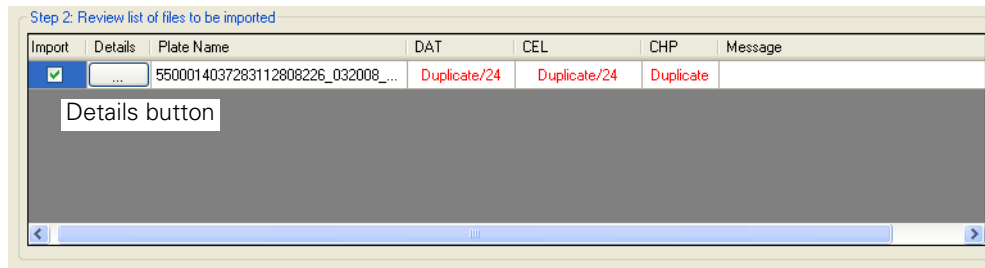 Step 2: Review list of files to be imported
Import Details Plate Name DAT CEL CHP Message
... 5500014037283112808226_032008_... Duplicate/24 Duplicate/24 Duplicate
Details button